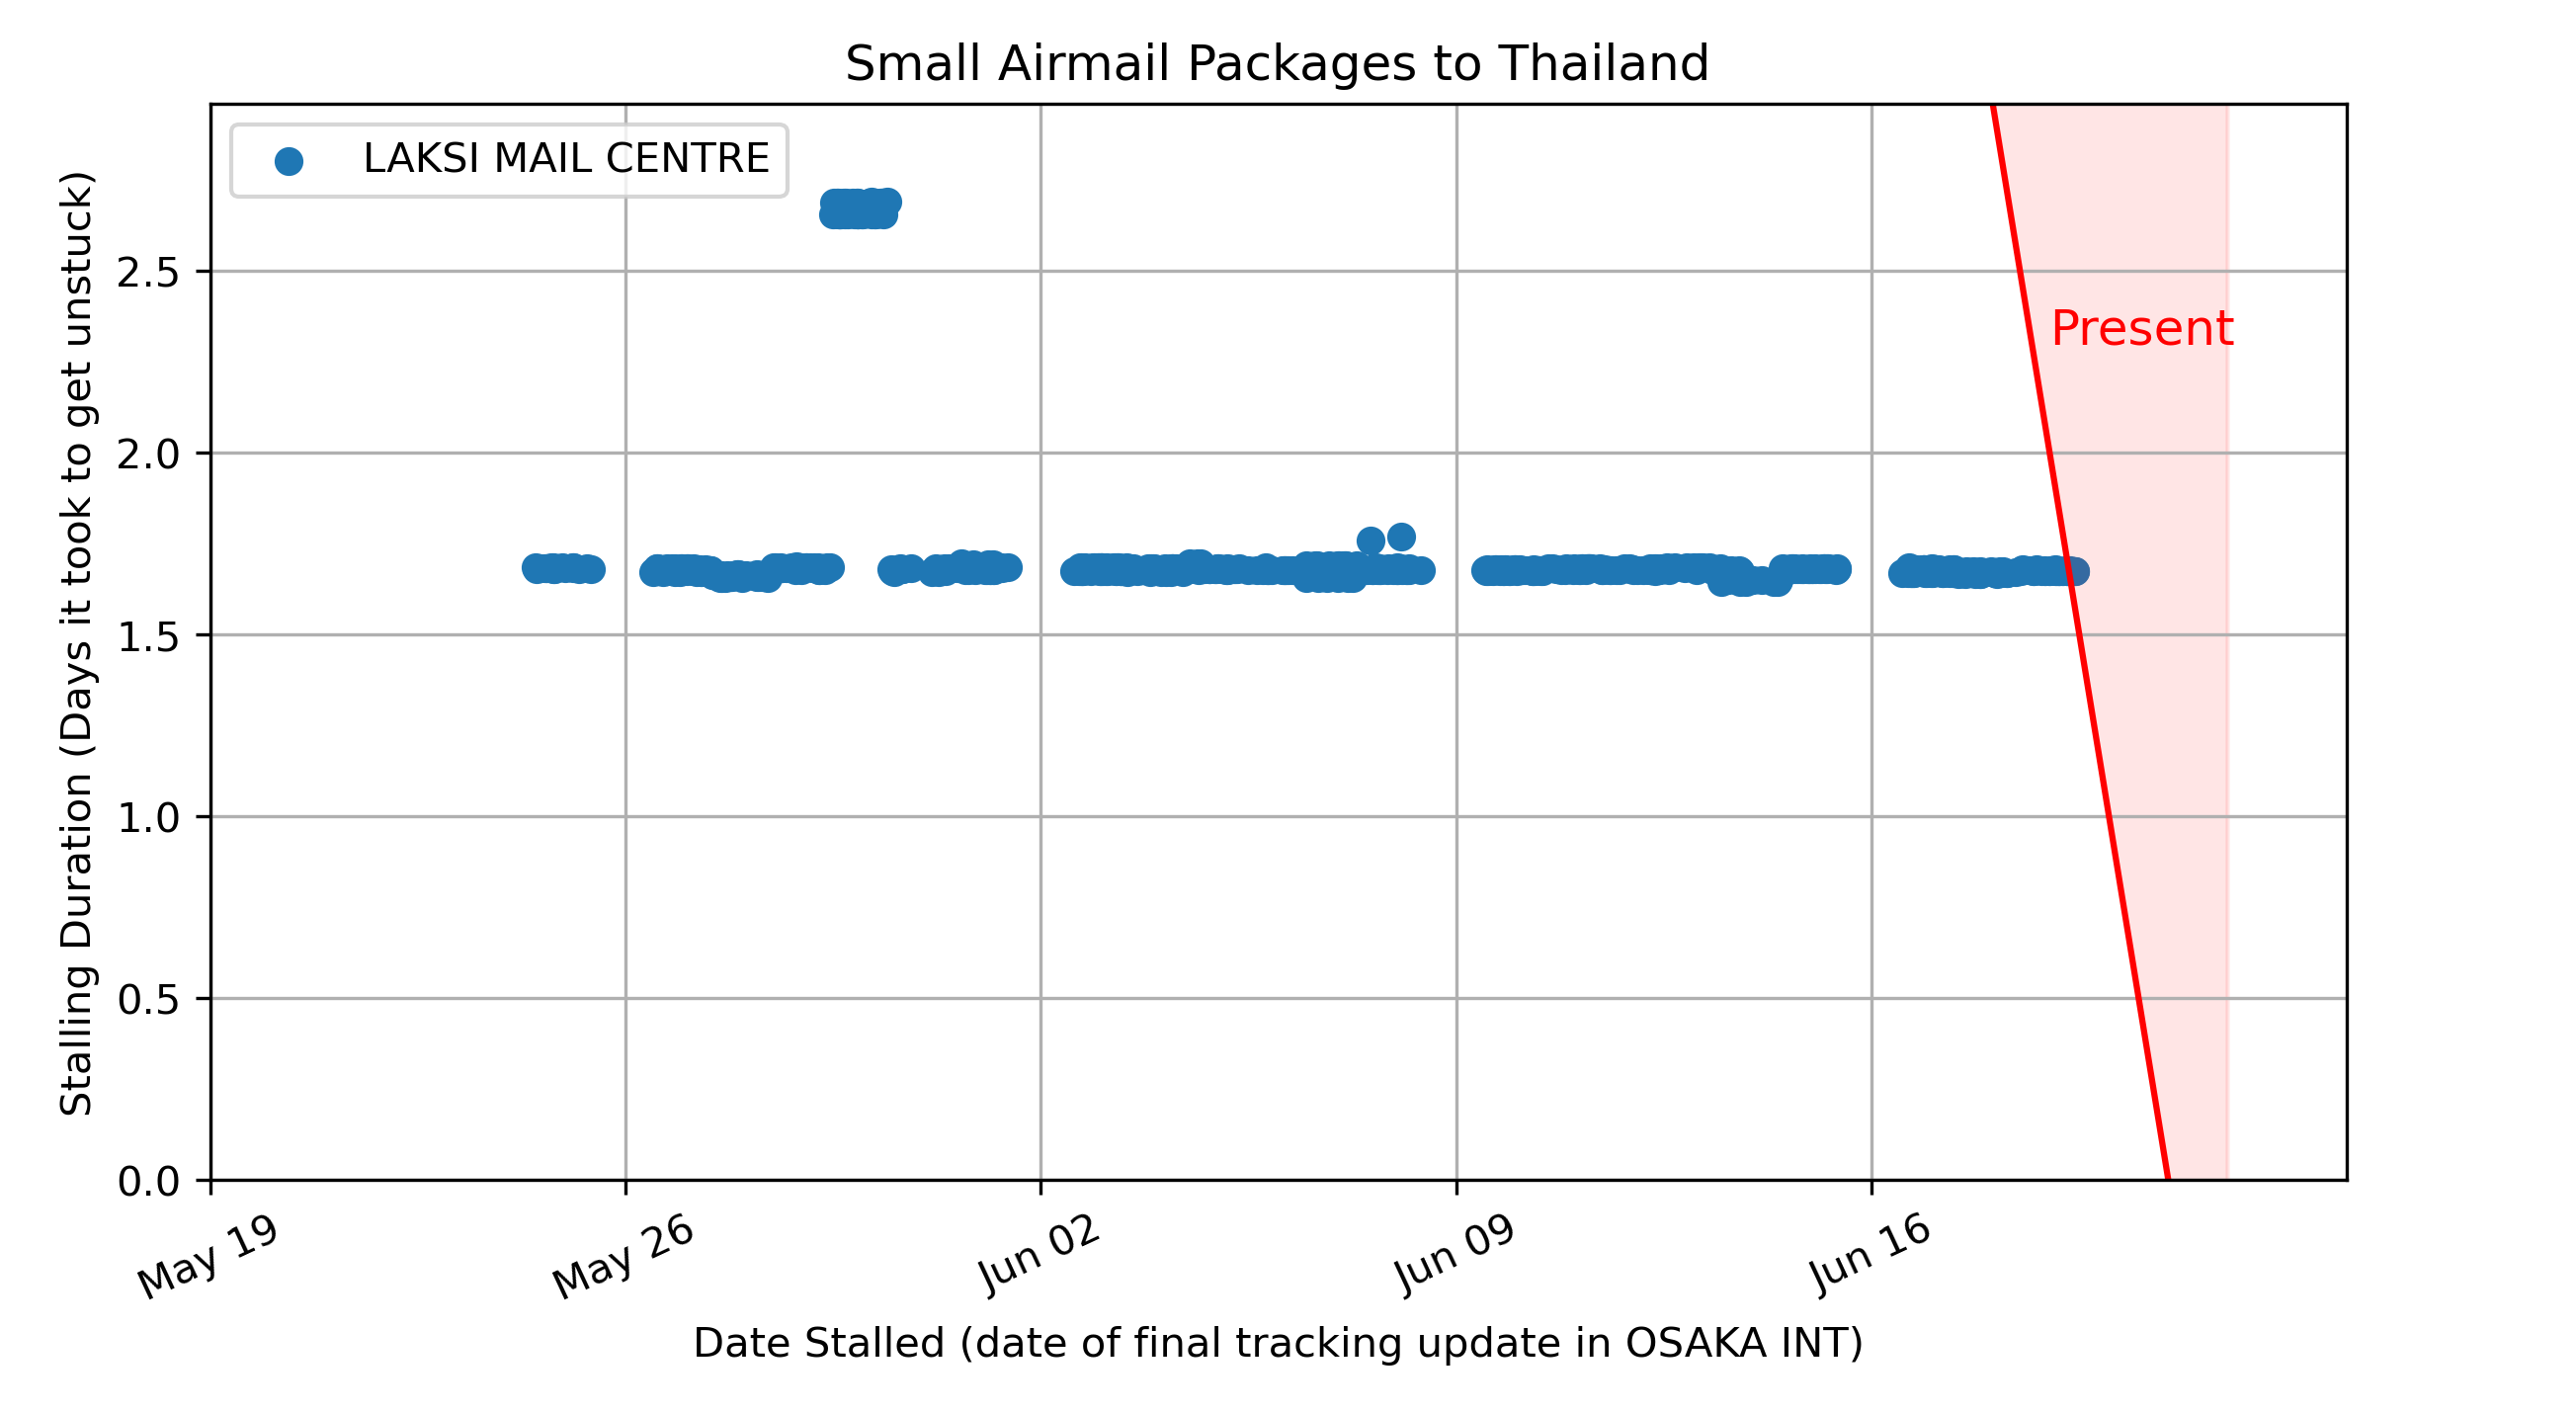 Small Airmail Packages to Thailand
LAKSI MAIL CENTRE
Present
Stalling Duration (Days it took to get unstuck)
2.5
2.0
1.5
1.0
0.5
0.0
May 19
May 26
Jun 02
Jun 09
Jun 16
Date Stalled (date of final tracking update in OSAKA INT)